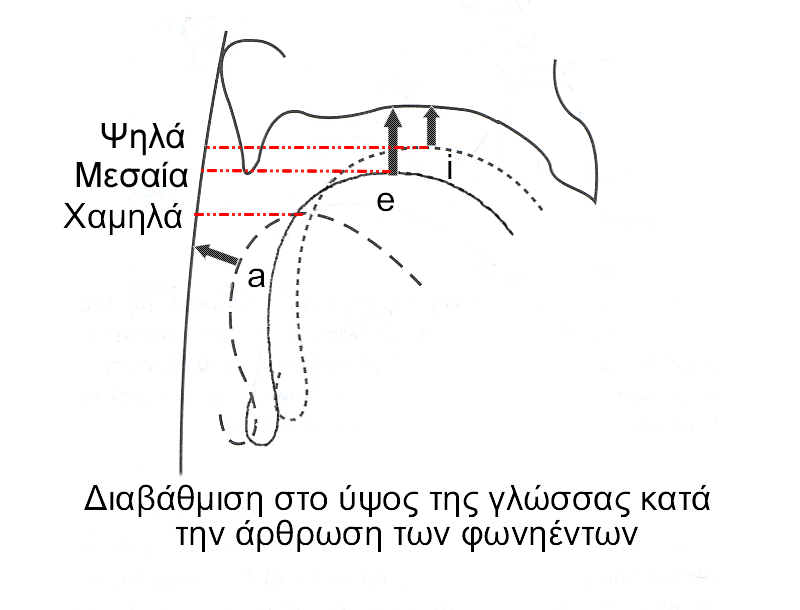 Ψηλά
Μεσαία
Χαμηλά
i
e
a
Διαβάθμιση στο ύψος της γλώσσας κατά
την άρθρωση των φωνηέντων